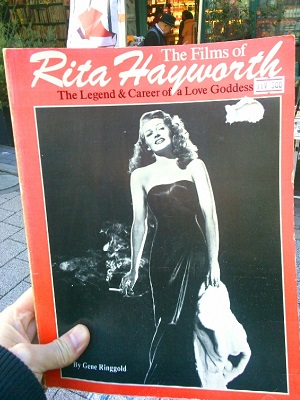 The Films of
Rita Hayworth
The Legend & Career of a Love Goddess
By Gene Ringgold